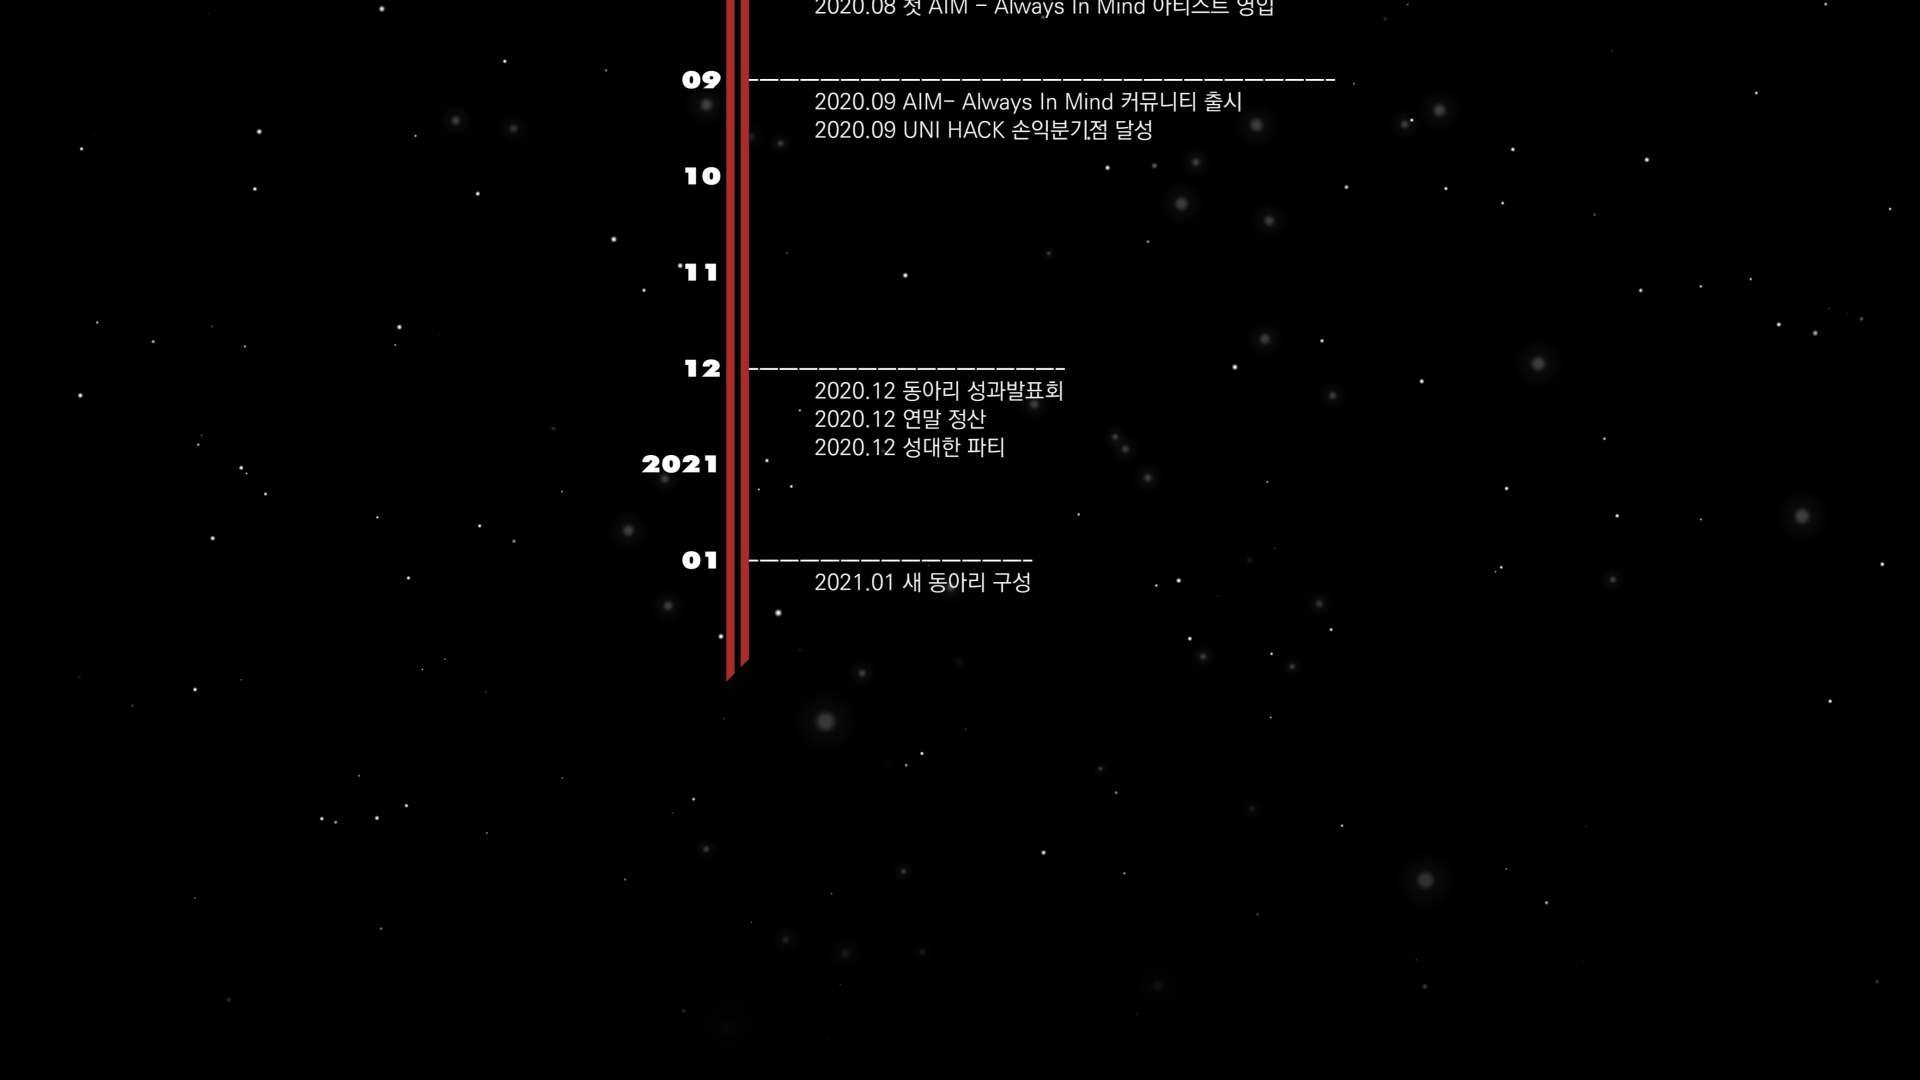 2020.08 첫 AIM - Always In Mind 아티스트 영입
09
2020.09 AIM- Always In Mind 커뮤니티 출시
2020.09 UNI HACK 손익분기점 달성
10
11
12
2020.12 동아리 성과발표회
2020.12 연말 정산
2020.12 성대한 파티
2021
01
2021.01 새 동아리 구성